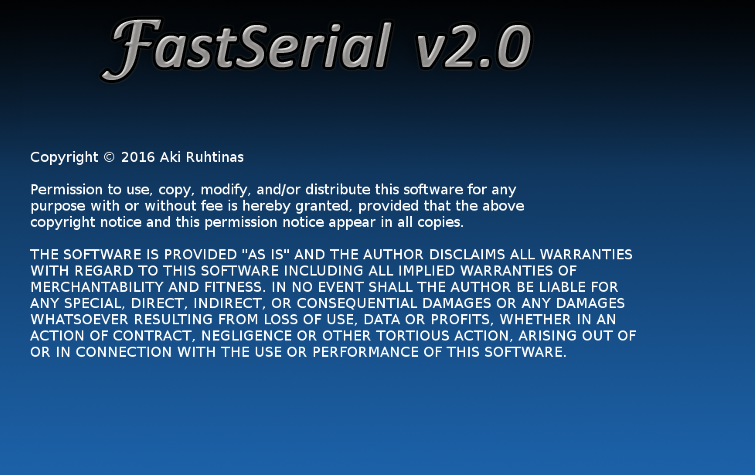 FastSerial v2.0
Copyright © 2016 Aki Ruhtinas
Permission to use, copy, modify, and/or distribute this software for any
purpose with or without fee is hereby granted, provided that the above
copyright notice and this permission notice appear in all copies.
THE SOFTWARE IS PROVIDED "AS IS" AND THE AUTHOR DISCLAIMS ALL WARRANTIES
WITH REGARD TO THIS SOFTWARE INCLUDING ALL IMPLIED WARRANTIES OF
MERCHANTABILITY AND FITNESS. IN NO EVENT SHALL THE AUTHOR BE LIABLE FOR
ANY SPECIAL, DIRECT, INDIRECT, OR CONSEQUENTIAL DAMAGES OR ANY DAMAGES
WHATSOEVER RESULTING FROM LOSS OF USE, DATA OR PROFITS, WHETHER IN AN
ACTION OF CONTRACT, NEGLIGENCE OR OTHER TORTIOUS ACTION, ARISING OUT OF
OR IN CONNECTION WITH THE USE OR PERFORMANCE OF THIS SOFTWARE.